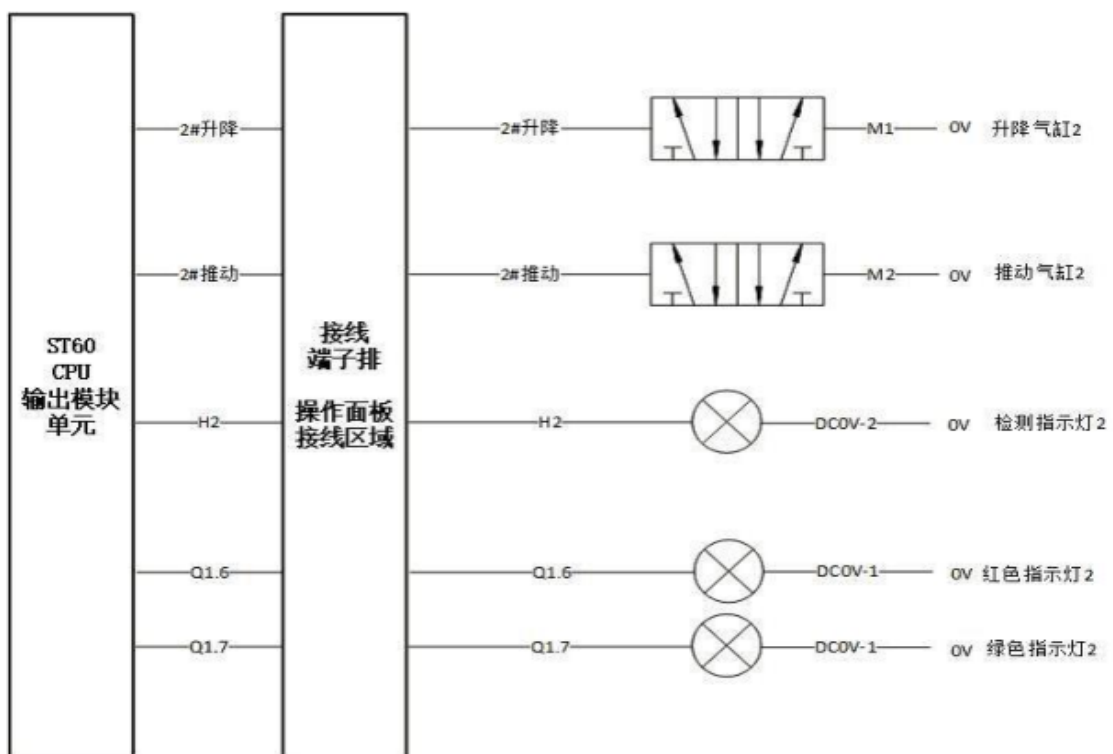 2#升降
2#升降
M1
0V
升降气缸2
2#推动
2#推动
M2
0V
推动气缸2
ST60
CPU
输出模块
单元
接线
端子排
操作面板
接线区域
H2
H2
DC0V-2
0V
检测指示灯2
Q1.6
Q1.6
DC0V-1
0V
红色指示灯2
Q1.7
Q1.7
DC0V-1
0V
绿色指示灯2